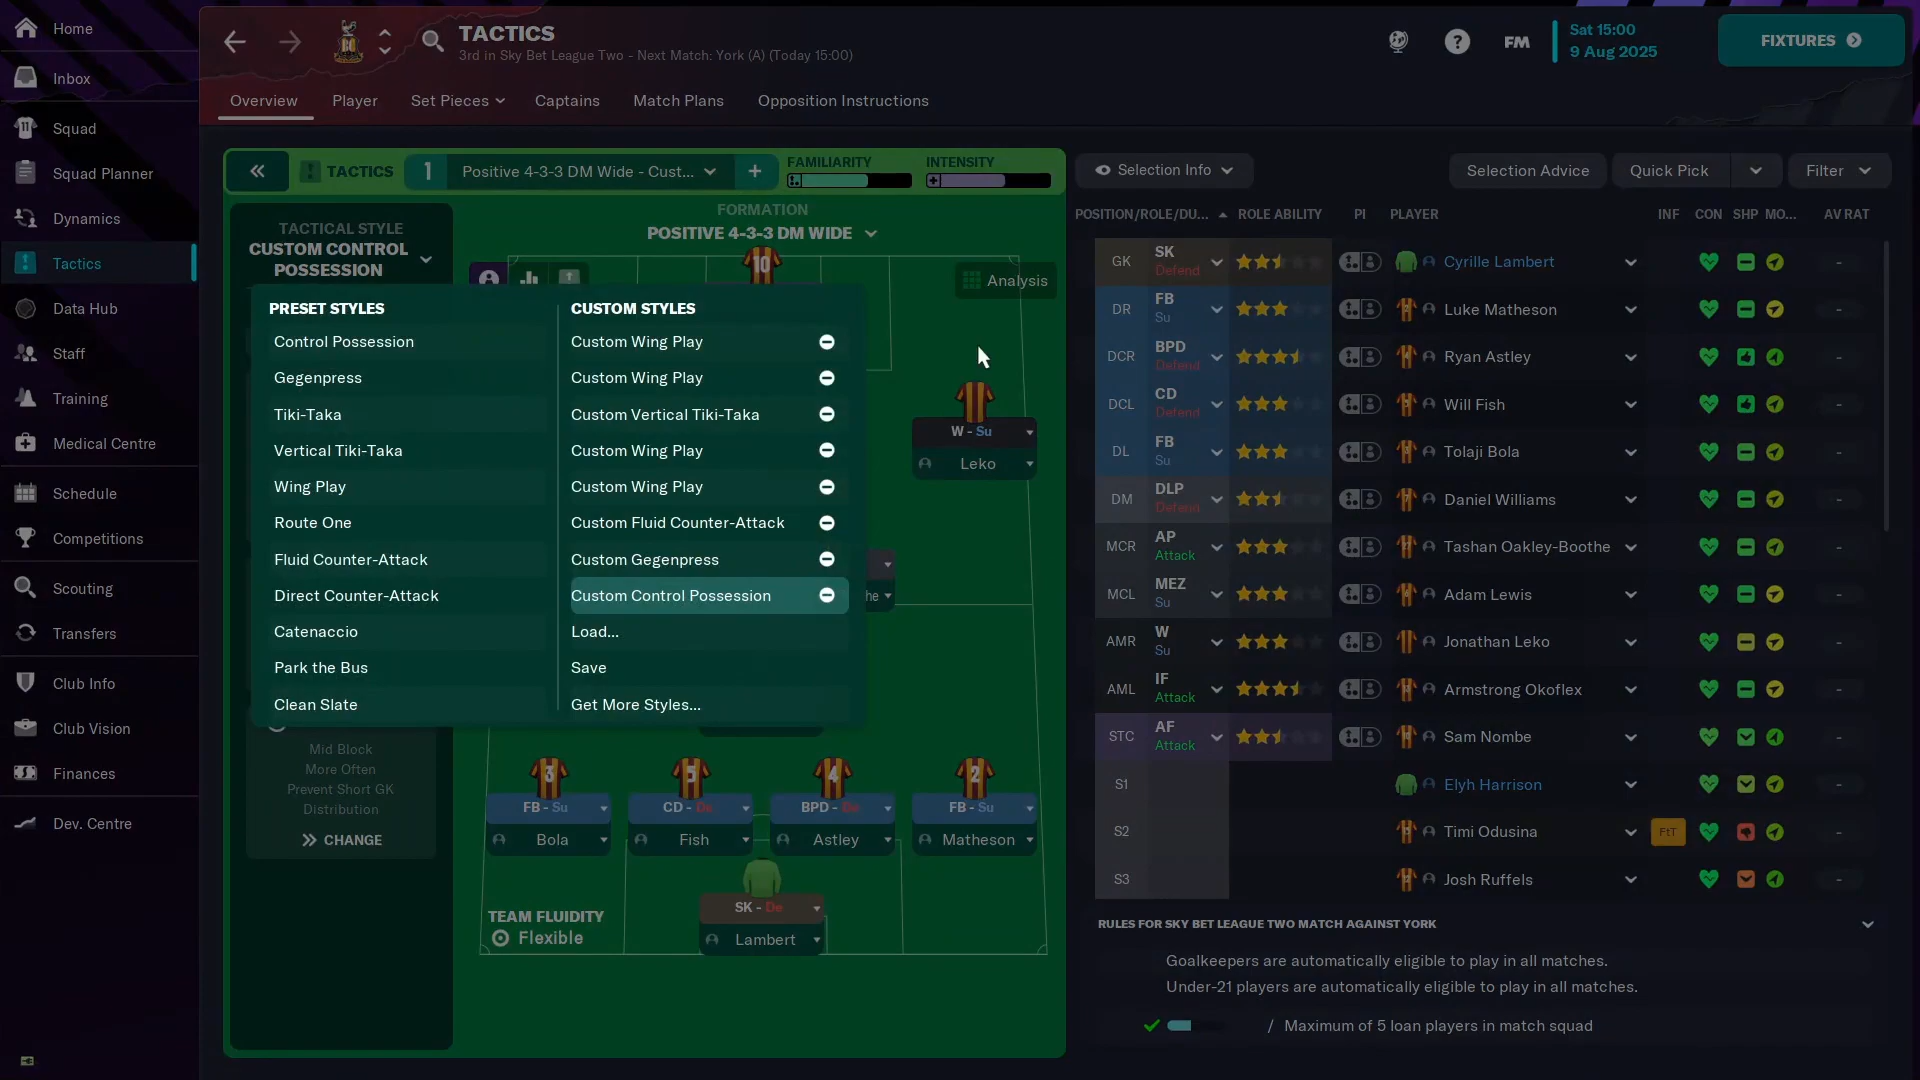 Home
Inbox
Squad
Squad Planner
Dynamics
Tactics
Data Hub
Staff
Training
Medical Centre
Schedule
Competitions
Scouting
Transfers
Club Info
Club Vision
Finances
Dev. Centre
TACTICS
3rd in Sky Bet League Two - Next Match: York (A) (Today 15:00)
FM
Sat 15:00
9 Aug 2025
FIXTURES
Overview
Player
Set Pieces
Captains
Match Plans
Opposition Instructions
TACTICS
1
Positive 4-3-3 DM Wide - Cust...
FAMILIARITY
INTENSITY
TACTICAL STYLE
CUSTOM CONTROL
POSSESSION
FORMATION
POSITIVE 4-3-3 DM WIDE
10
Analysis
PRESET STYLES
Control Possession
Gegenpress
Tiki-Taka
Vertical Tiki-Taka
Wing Play
Route One
Fluid Counter-Attack
Direct Counter-Attack
Catenaccio
Park the Bus
Clean Slate
CUSTOM STYLES
Custom Wing Play
Custom Wing Play
Custom Vertical Tiki-Taka
Custom Wing Play
Custom Wing Play
Custom Fluid Counter-Attack
Custom Gegenpress
Custom Control Possession
Load...
Save
Get More Styles...
W - Su
Leko
he
Mid Block
More Often
Prevent Short GK
Distribution
CHANGE
3
5
4
2
FB - Su
CD - De
BPD - De
FB - Su
Bola
Fish
Astley
Matheson
SK - De
Lambert
TEAM FLUIDITY
Flexible
Selection Info
Selection Advice
Quick Pick
Filter
POSITION/ROLE/DU... ROLE ABILITY PI PLAYER INF CON SHP MO... AV RAT
GK SK Defend Cyrille Lambert -
DR FB Su Luke Matheson -
DCR BPD Defend Ryan Astley -
DCL CD Defend Will Fish -
DL FB Su Tolaji Bola -
DM DLP Defend Daniel Williams -
MCR AP Attack Tashan Oakley-Boothe -
MCL MEZ Su Adam Lewis -
AMR W Su Jonathan Leko -
AML IF Attack Armstrong Okoflex -
STC AF Attack Sam Nombe -
S1 Elyh Harrison -
S2 Timi Odusina FtT -
S3 Josh Ruffels -
RULES FOR SKY BET LEAGUE TWO MATCH AGAINST YORK
Goalkeepers are automatically eligible to play in all matches.
Under-21 players are automatically eligible to play in all matches.
/ Maximum of 5 loan players in match squad